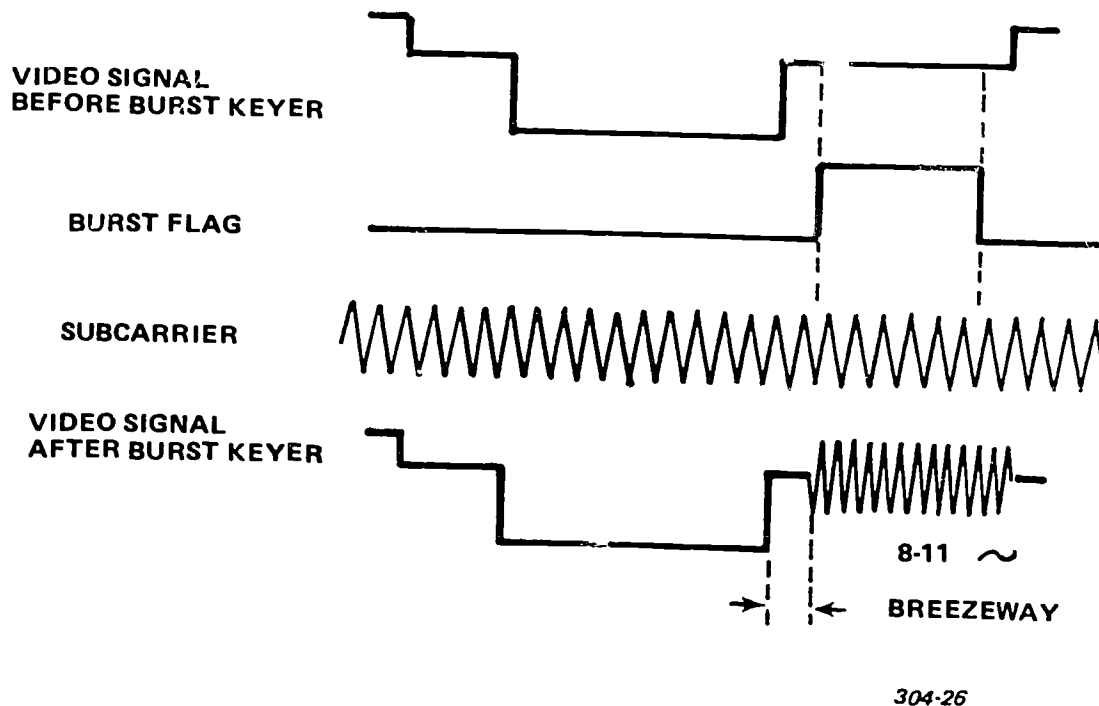 VIDEO SIGNAL
BEFORE BURST KEYER
BURST FLAG
SUBCARRIER
VIDEO SIGNAL
AFTER BURST KEYER
8-11 ~
BREEZEWAY
304-26